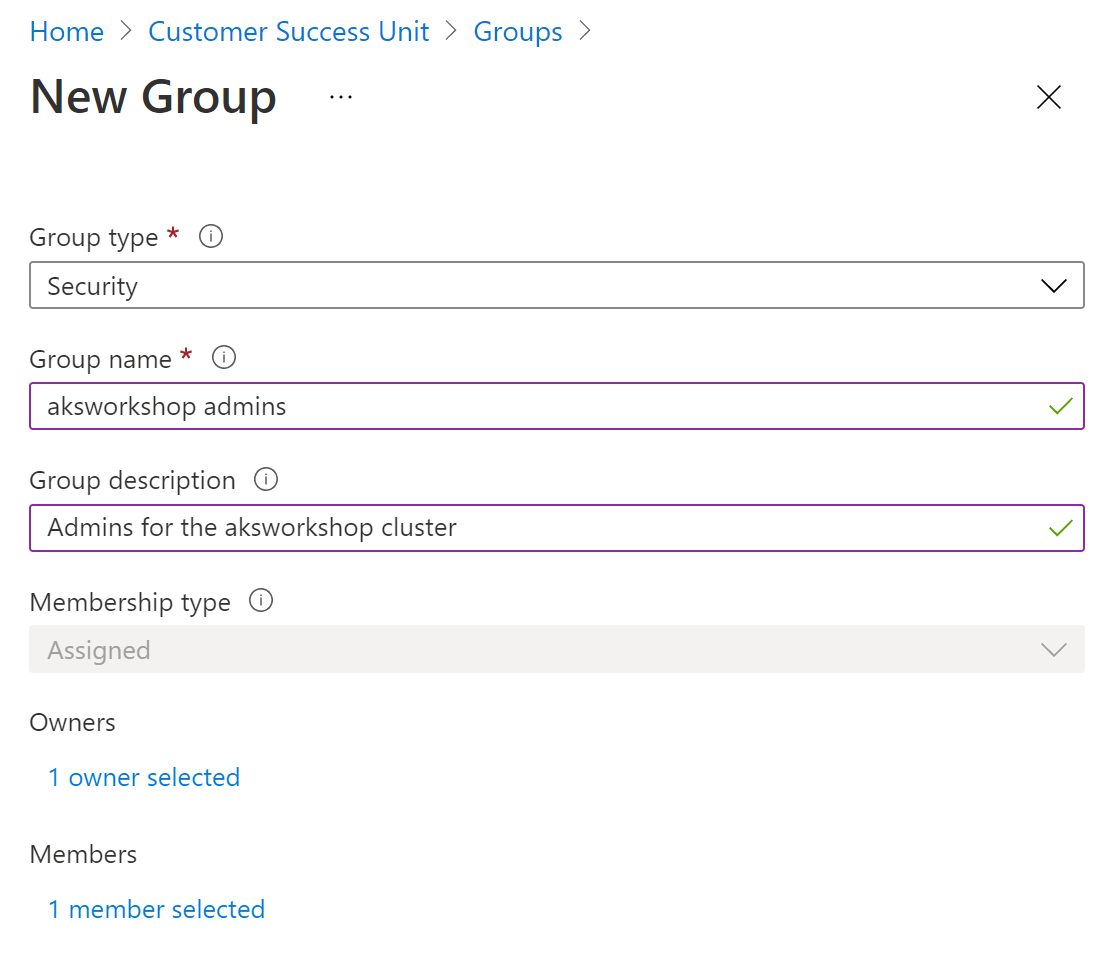 Home > Customer Success Unit > Groups >
New Group ...
Group type *
Security
Group name *
aksworkshop admins
Group description
Admins for the aksworkshop cluster
Membership type
Assigned
Owners
1 owner selected
Members
1 member selected